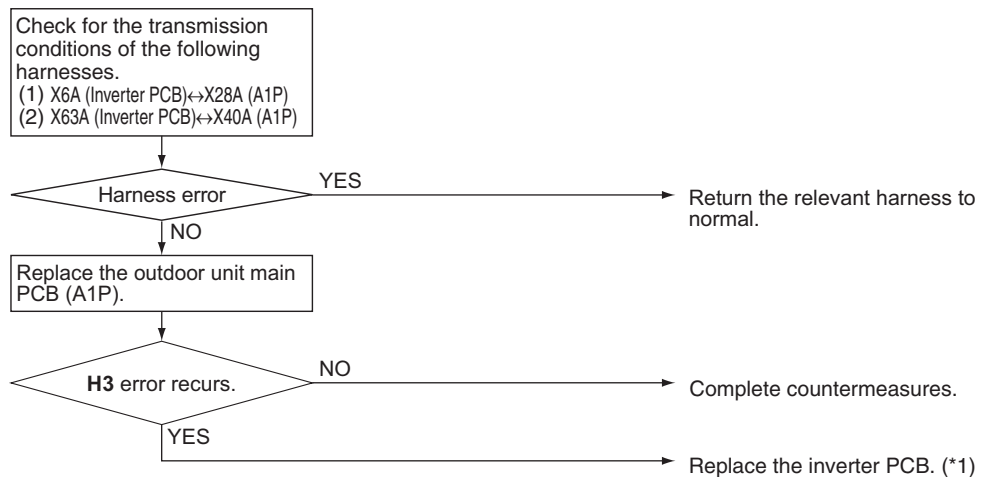 Check for the transmission
conditions of the following
harnesses.
(1) X6A (Inverter PCB)↔X28A (A1P)
(2) X63A (Inverter PCB)↔X40A (A1P)
Harness error
YES
Return the relevant harness to
normal.
NO
Replace the outdoor unit main
PCB (A1P).
H3 error recurs.
NO
Complete countermeasures.
YES
Replace the inverter PCB. (*1)